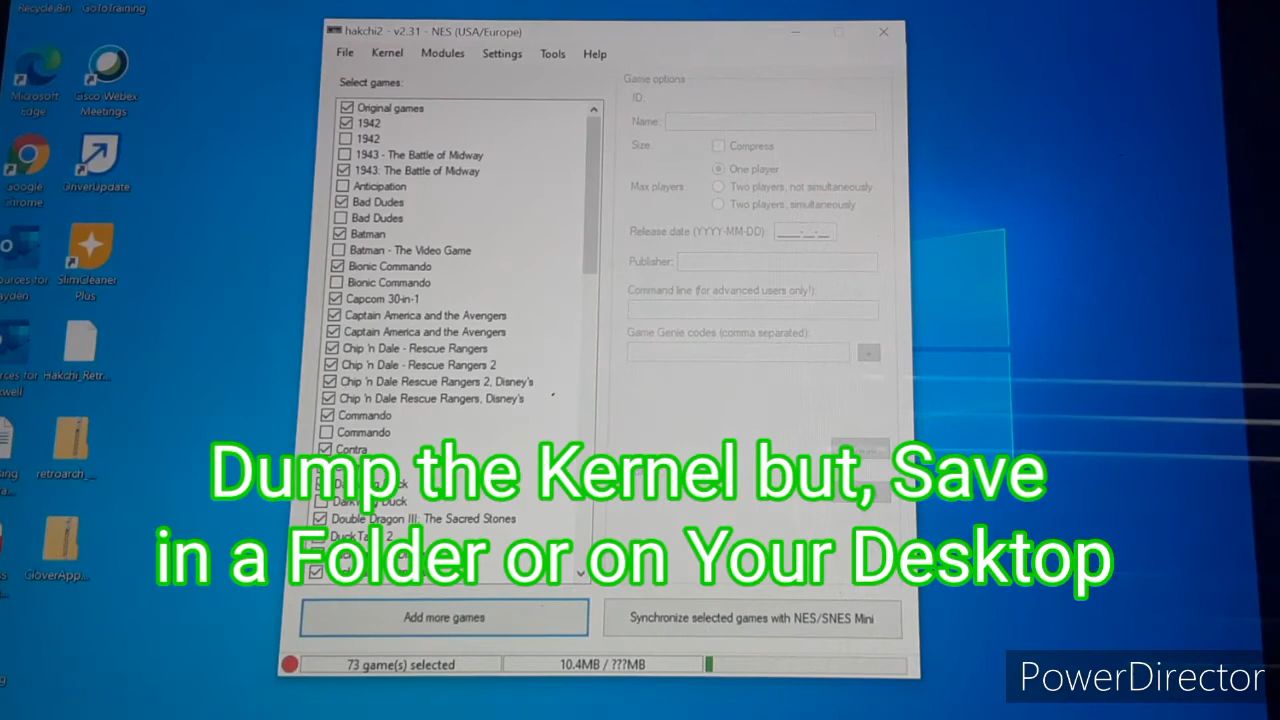 Recycle Bin
GoToTraining
Microsoft
Edge
Cisco Webex
Meetings
Google
Chrome
DriverUpdate
SlimCleaner
Plus
Hakchi_Retr...
retroarch_...
CloverApp...
hakchi2 - v2.31 - NES (USA/Europe)
File Kernel Modules Settings Tools Help
Select games:
Original games
1942
1942
1943 - The Battle of Midway
1943: The Battle of Midway
Anticipation
Bad Dudes
Bad Dudes
Batman
Batman - The Video Game
Bionic Commando
Bionic Commando
Capcom 30-in-1
Captain America and the Avengers
Captain America and the Avengers
Chip 'n Dale - Rescue Rangers
Chip 'n Dale - Rescue Rangers 2
Chip 'n Dale Rescue Rangers 2, Disney's
Chip 'n Dale Rescue Rangers, Disney's
Commando
Commando
Contra
Double Dragon III: The Sacred Stones
Game options
ID:
Name:
Size:
Compress
Max players
One player
Two players, not simultaneously
Two players, simultaneously
Release date (YYYY-MM-DD):
Publisher:
Command line (for advanced users only!):
Game Genie codes (comma separated):
+
Dump the Kernel but, Save
in a Folder or on Your Desktop
Add more games
Synchronize selected games with NES/SNES Mini
73 game(s) selected
10.4MB / ???MB
PowerDirector